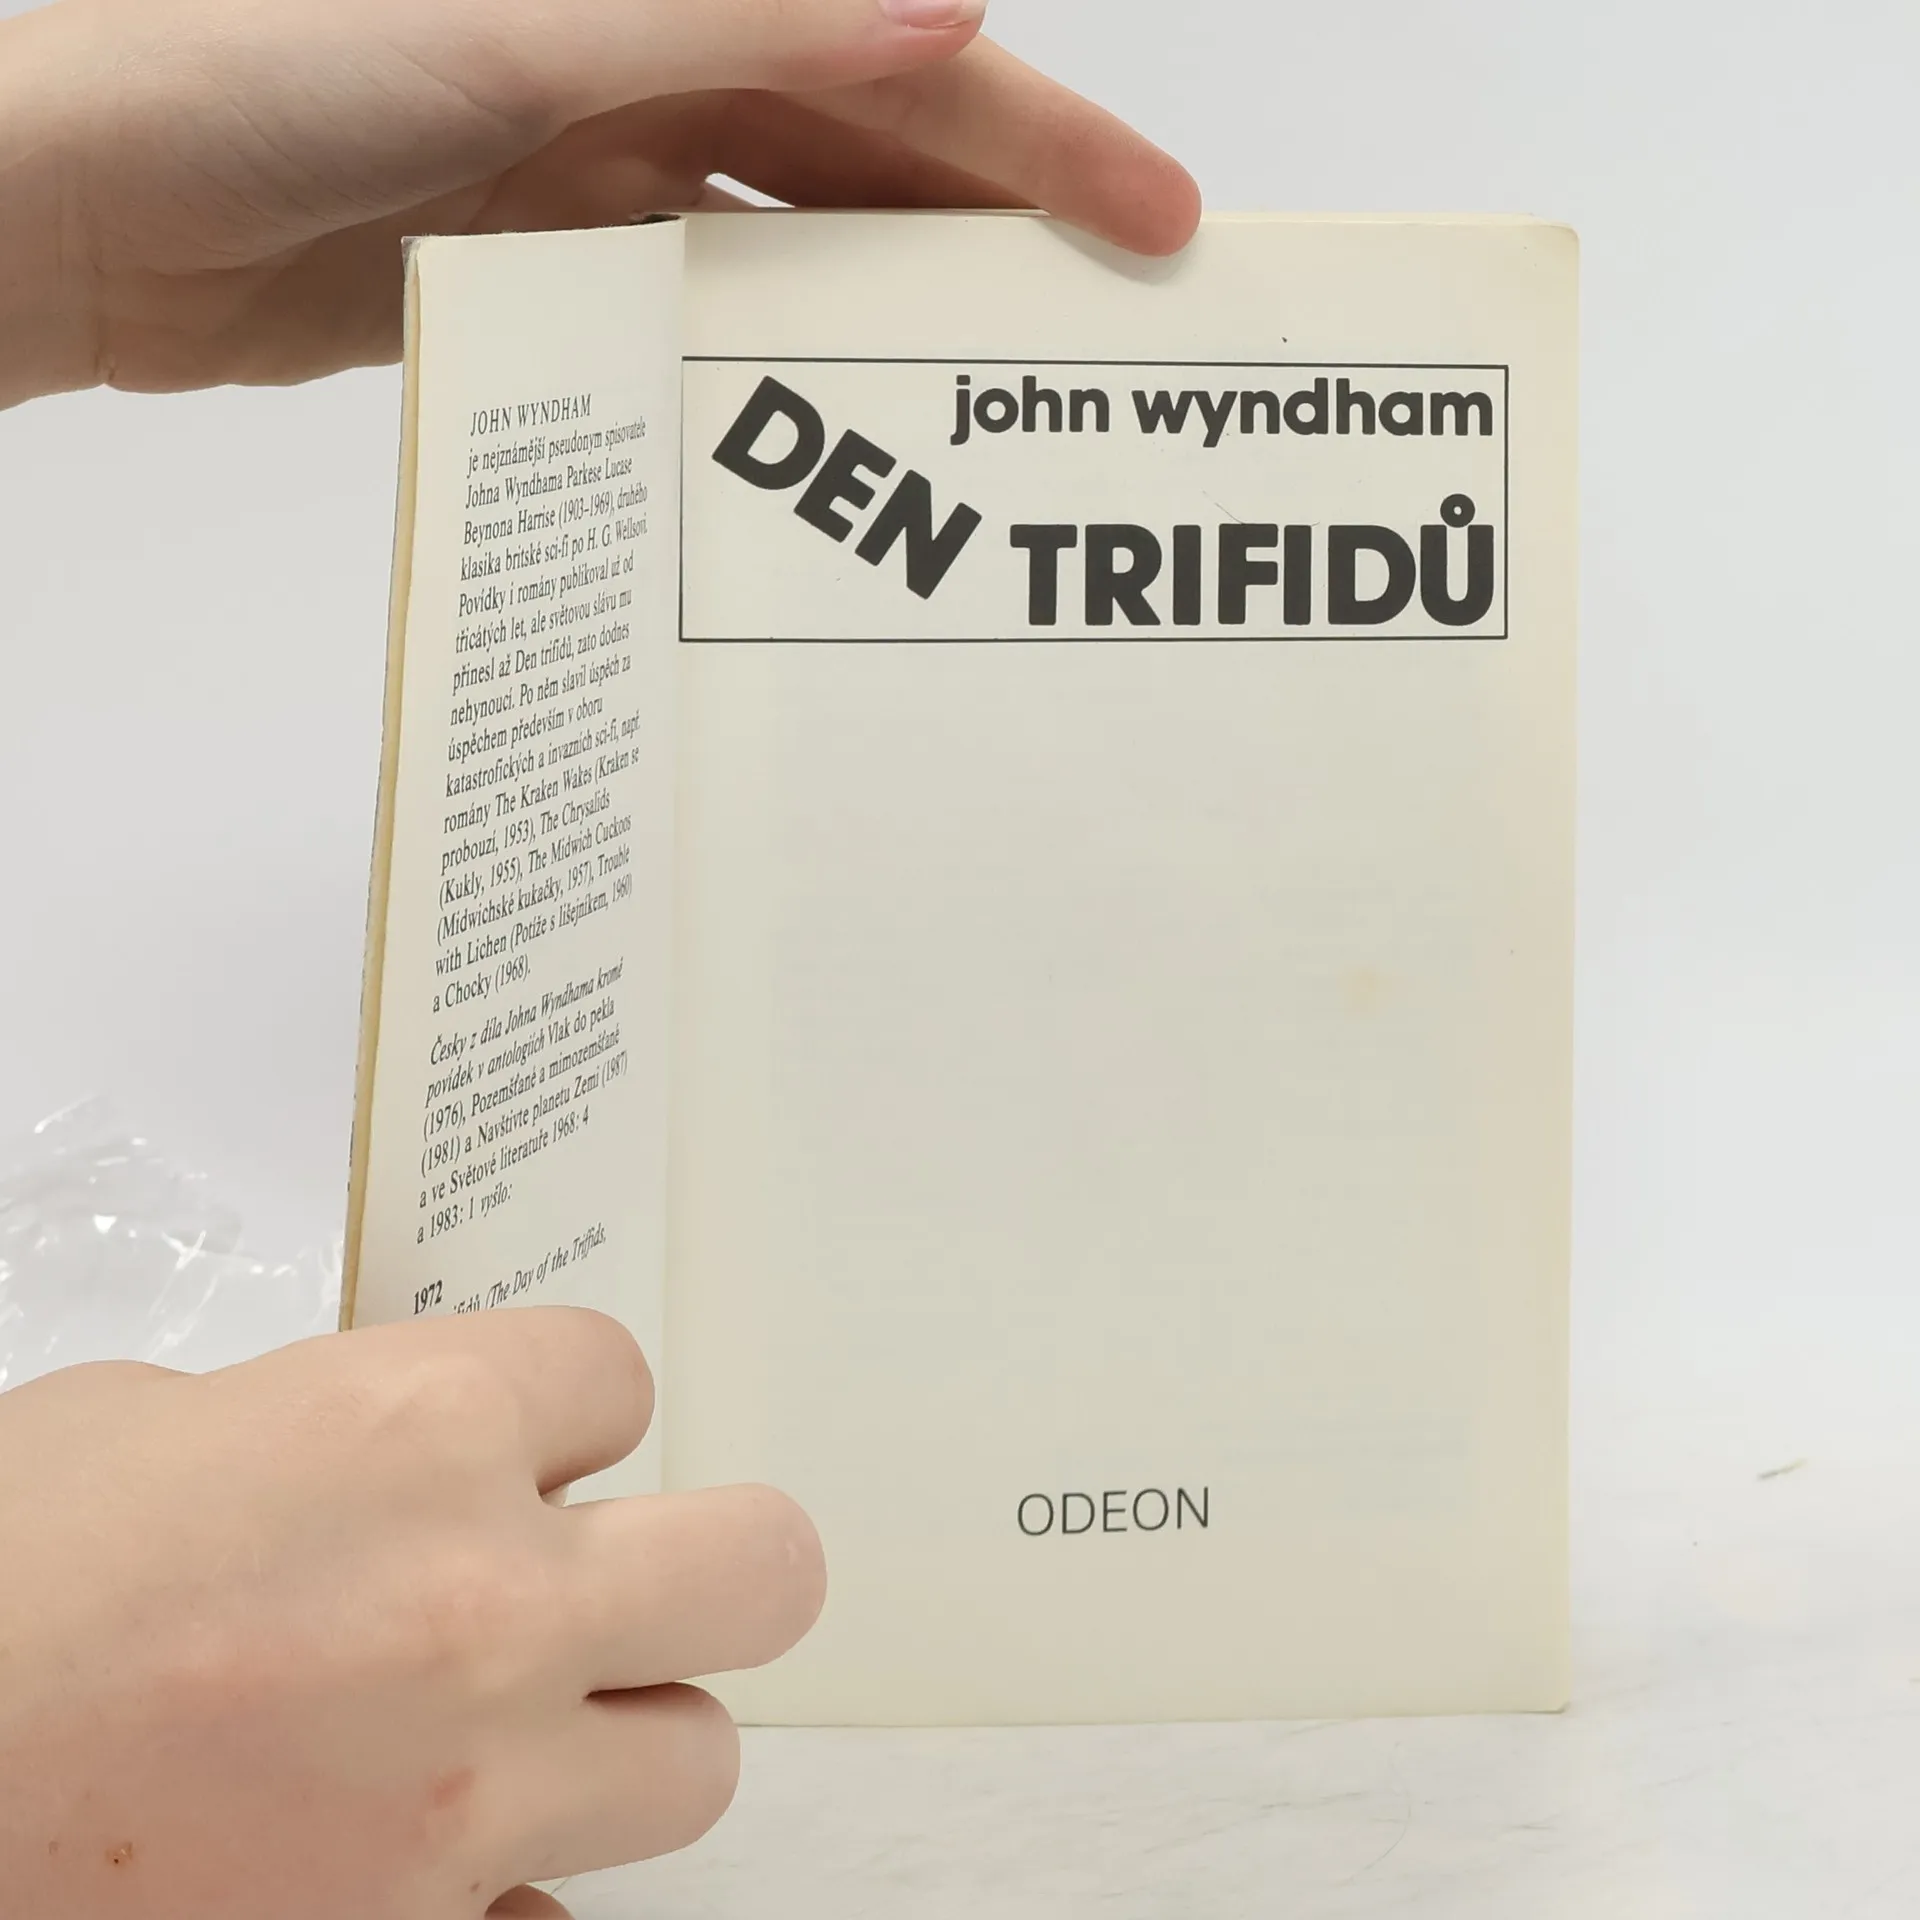 JOHN WYNDHAM
je nejznámější pseudonym spisovatele
Johna Wyndhama Parkese Lucase
Beynona Harrise (1903–1969), druhého
klasika britské sci-fi po H. G. Wellsovi.
Povídky i romány publikoval už od
třicátých let, ale světovou slávu mu
přinesl až Den trifidů, zato dodnes
nehynoucí. Po něm slavil úspěch za
úspěchem především v oboru
katastrofických a invazních sci-fi, např.
romány The Kraken Wakes (Kraken se
probouzí, 1953), The Chrysalids
(Kukly, 1955), The Midwich Cuckoos
(Midwichské kukačky, 1957), Trouble
with Lichen (Potíže s lišejníkem, 1960)
a Chocky (1968).
Česky z díla Johna Wyndhama kromě
povídek v antologiích Vlak do pekla
(1976), Pozemšťané a mimozemšťané
(1981) a Navštivte planetu Zemi (1987)
a ve Světové literatuře 1968: 4
a 1983: 1 vyšlo:
1972
(The Day of the Triffids,
john wyndham
DEN TRIFIDŮ
ODEON